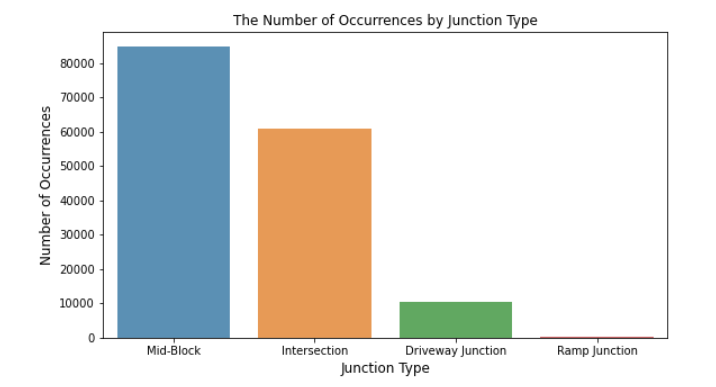 The Number of Occurrences by Junction Type
Number of Occurrences
80000
70000
60000
50000
40000
30000
20000
10000
0
Mid-Block Intersection Driveway Junction Ramp Junction
Junction Type